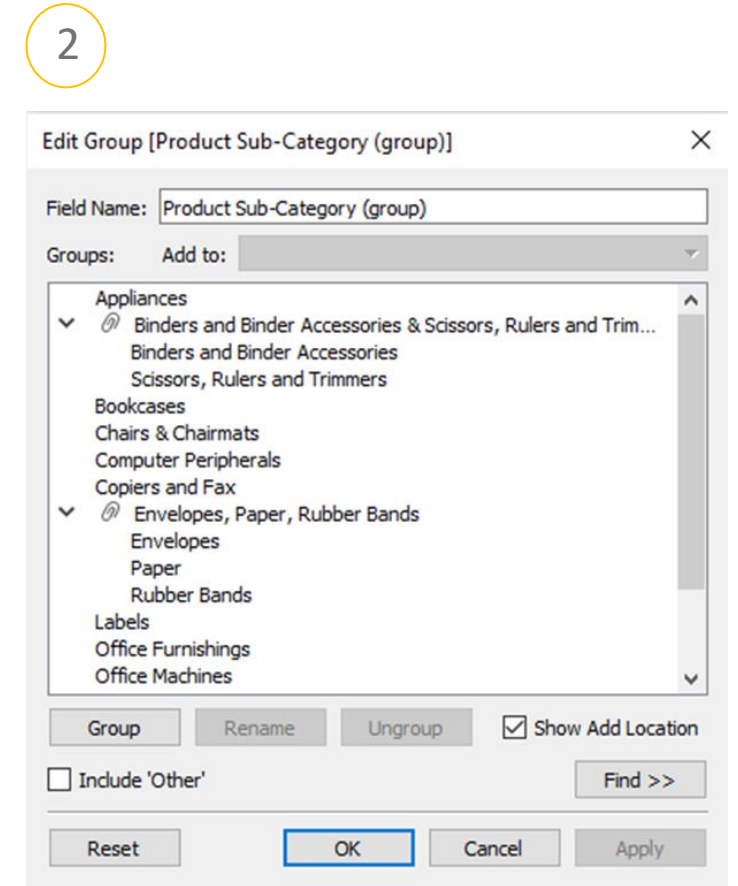 2
Edit Group [Product Sub-Category (group)]
Field Name: Product Sub-Category (group)
Groups: Add to:
Appliances
Binders and Binder Accessories & Scissors, Rulers and Trim...
Binders and Binder Accessories
Scissors, Rulers and Trimmers
Bookcases
Chairs & Chairmats
Computer Peripherals
Copiers and Fax
Envelopes, Paper, Rubber Bands
Envelopes
Paper
Rubber Bands
Labels
Office Furnishings
Office Machines
Group Rename Ungroup Show Add Location
Include 'Other' Find >>
Reset OK Cancel Apply